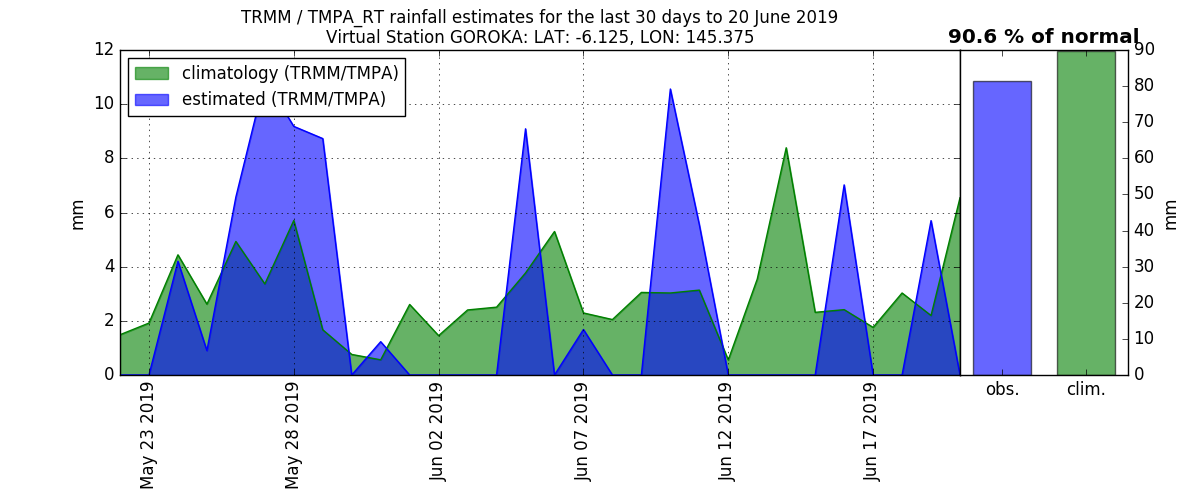 TRMM / TMPA_RT rainfall estimates for the last 30 days to 20 June 2019
Virtual Station GOROKA: LAT: -6.125, LON: 145.375
90.6 % of normal
climatology (TRMM/TMPA)
estimated (TRMM/TMPA)
12
10
8
6
4
2
0
mm
May 23 2019
May 28 2019
Jun 02 2019
Jun 07 2019
Jun 12 2019
Jun 17 2019
90
80
70
60
50
40
30
20
10
0
mm
obs.
clim.